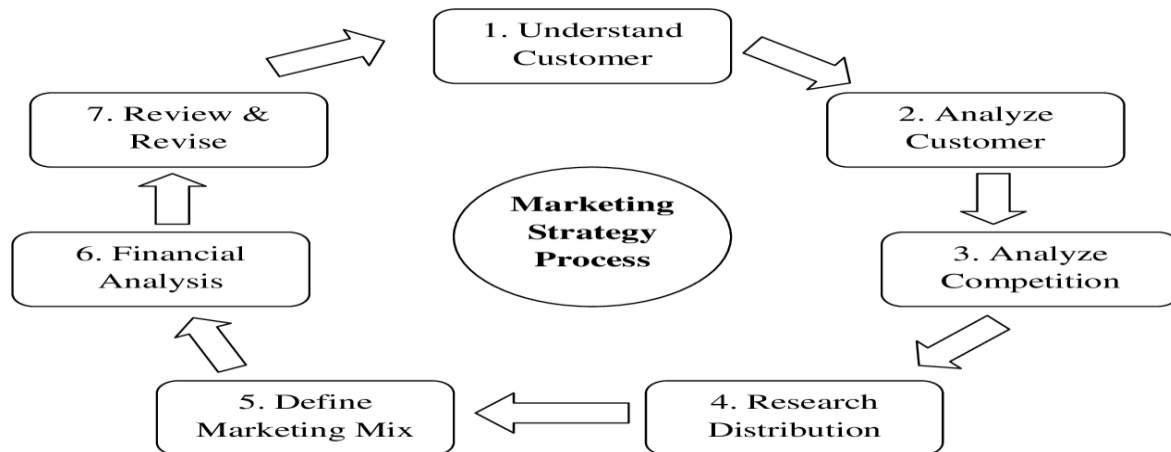 1. Understand
Customer
2. Analyze
Customer
3. Analyze
Competition
4. Research
Distribution
5. Define
Marketing Mix
6. Financial
Analysis
7. Review &
Revise
Marketing
Strategy
Process